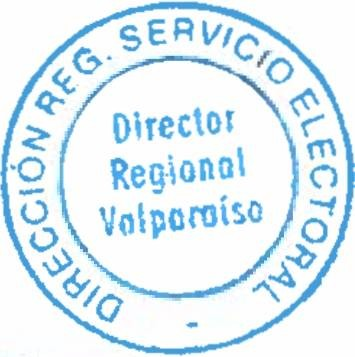 DIRECCIÓN REG. SERVICIO ELECTORAL
Director
Regional
Valparaíso
-